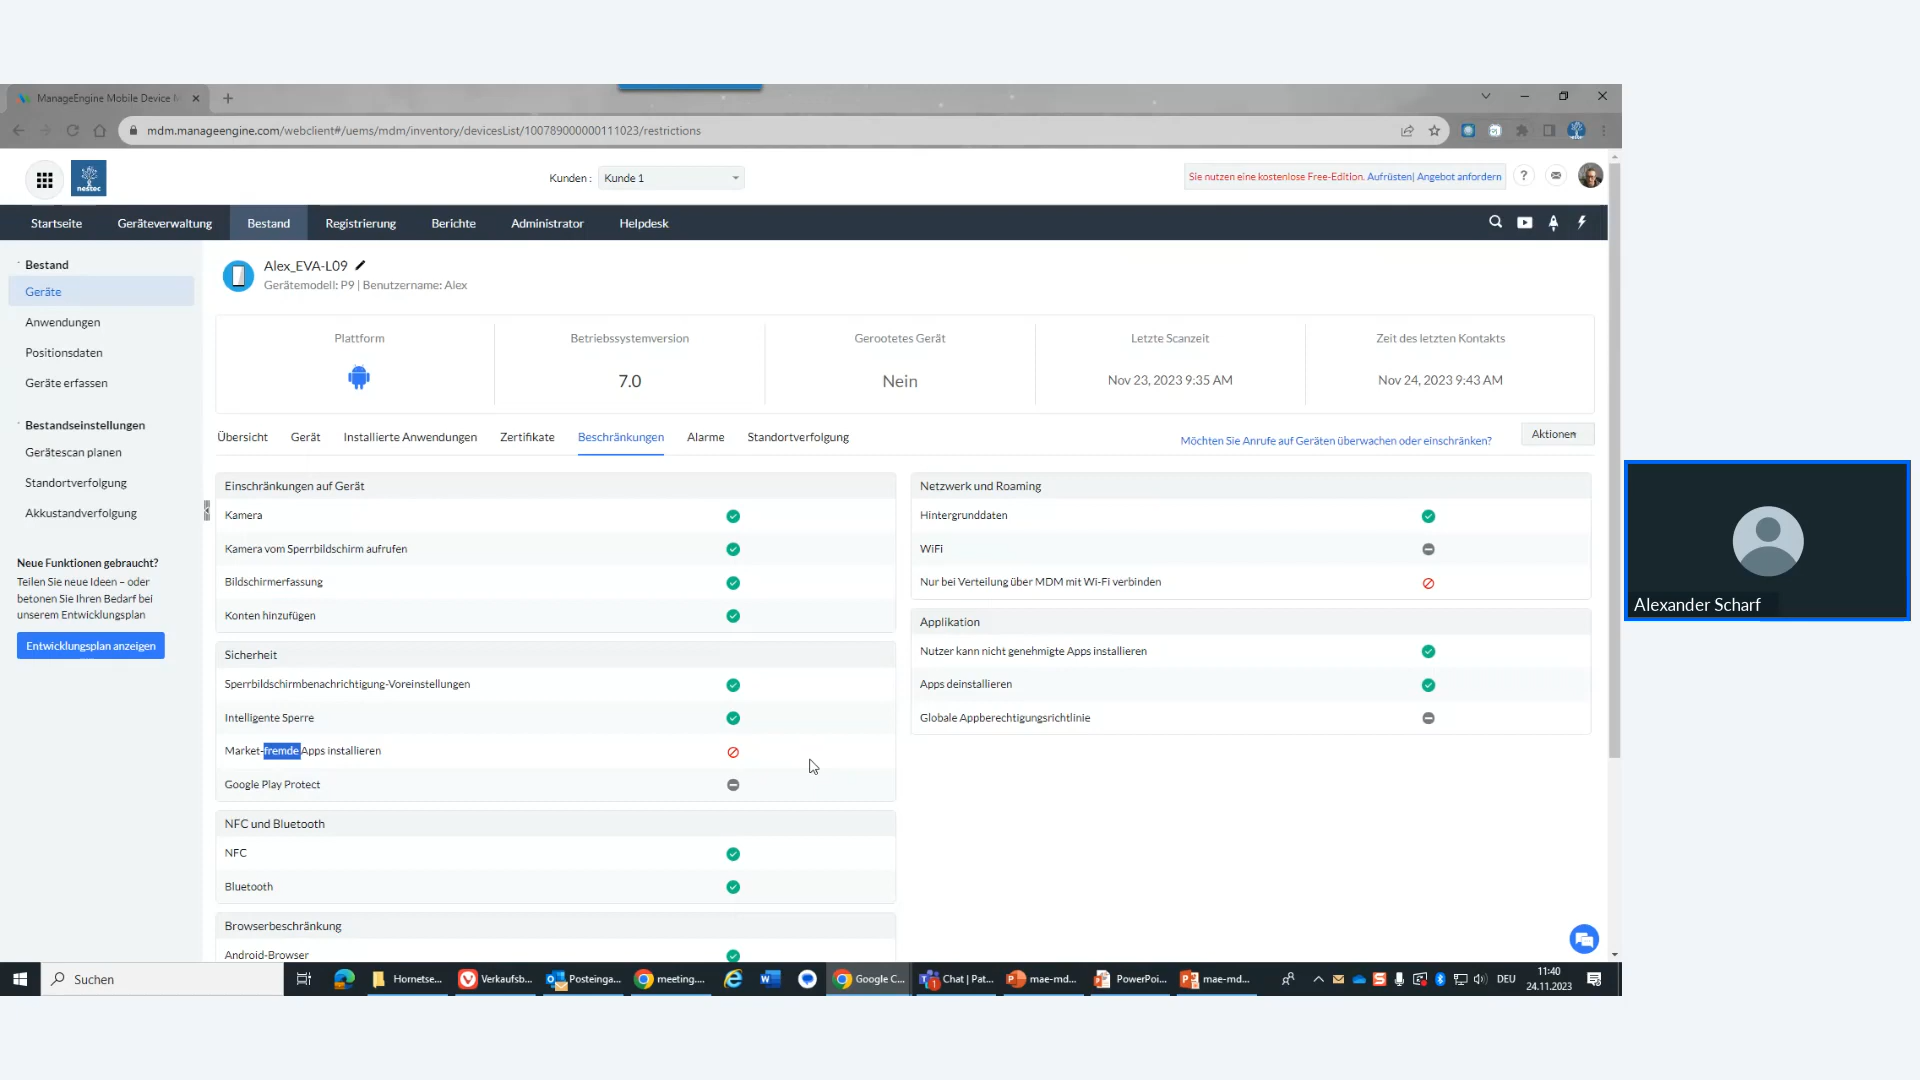 ManageEngine Mobile Device M
mdm.manageengine.com/webclient#/uems/mdm/inventory/devicesList/100789000000111023/restrictions
nestec
Kunden :
Kunde 1
Sie nutzen eine kostenlose Free-Edition. Aufrüsten| Angebot anfordern
?
Startseite
Geräteverwaltung
Bestand
Registrierung
Berichte
Administrator
Helpdesk
Bestand
Geräte
Anwendungen
Positionsdaten
Geräte erfassen
Bestandseinstellungen
Gerätescan planen
Standortverfolgung
Akkustandverfolgung
Neue Funktionen gebraucht?
Teilen Sie neue Ideen – oder
betonen Sie Ihren Bedarf bei
unserem Entwicklungsplan
Entwicklungsplan anzeigen
Alex_EVA-L09
Gerätemodell: P9 | Benutzername: Alex
Plattform
Betriebssystemversion
7.0
Gerootetes Gerät
Nein
Letzte Scanzeit
Nov 23, 2023 9:35 AM
Zeit des letzten Kontakts
Nov 24, 2023 9:43 AM
Übersicht
Gerät
Installierte Anwendungen
Zertifikate
Beschränkungen
Alarme
Standortverfolgung
Möchten Sie Anrufe auf Geräten überwachen oder einschränken?
Aktionen
Einschränkungen auf Gerät
Kamera
Kamera vom Sperrbildschirm aufrufen
Bildschirmerfassung
Konten hinzufügen
Sicherheit
Sperrbildschirmbenachrichtigung-Voreinstellungen
Intelligente Sperre
Market-fremde Apps installieren
Google Play Protect
NFC und Bluetooth
NFC
Bluetooth
Browserbeschränkung
Android-Browser
Netzwerk und Roaming
Hintergrunddaten
WiFi
Nur bei Verteilung über MDM mit Wi-Fi verbinden
Applikation
Nutzer kann nicht genehmigte Apps installieren
Apps deinstallieren
Globale Appberechtigungsrichtlinie
Alexander Scharf
Suchen
Hornetse...
Verkaufsb...
Posteinga...
meeting....
Google C...
Chat | Pat...
mae-md...
PowerPoi...
mae-md...
DEU
11:40
24.11.2023